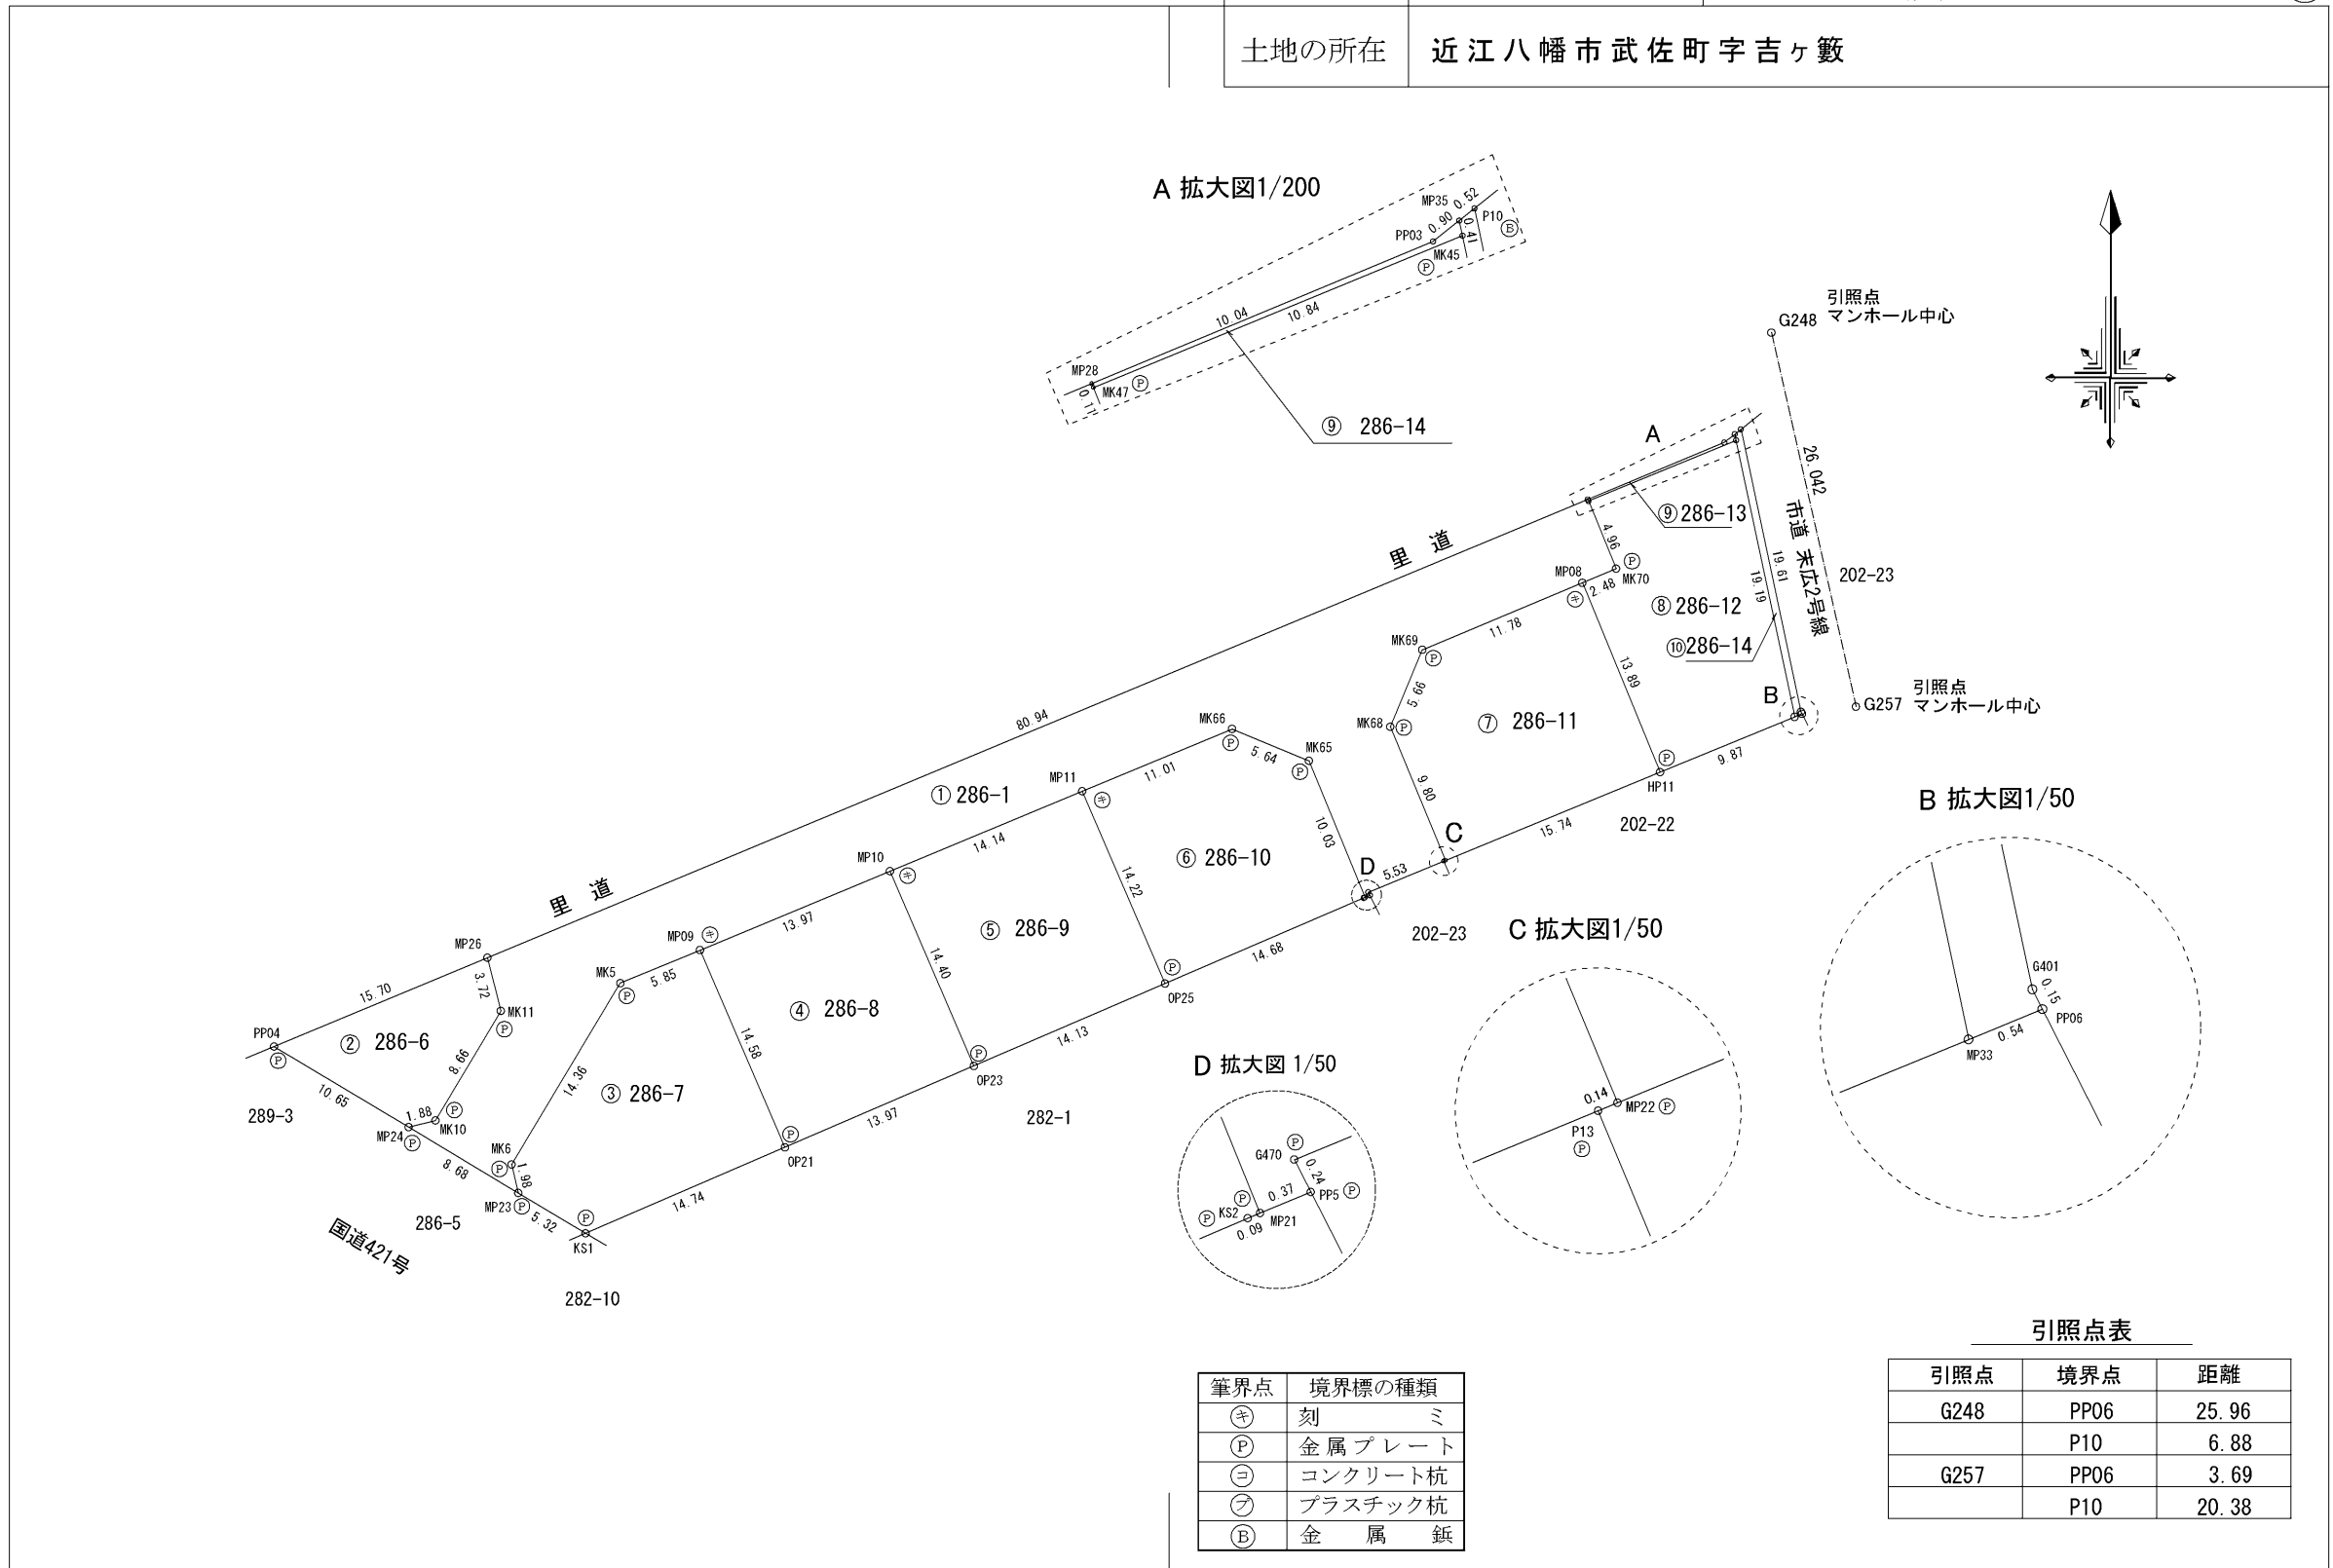 土地の所在 近江八幡市武佐町字吉ヶ籔
A 拡大図1/200
MP35
0.52
0.90
P10 Ⓑ
0.41
PP03
MK45
Ⓟ
10.04
10.84
MP28
MK47 Ⓟ
0.11
⑨ 286-14
G248 引照点
マンホール中心
26.042
A
⑨286-13
市道 末広2号線
202-23
里道
4.96
Ⓟ
MK70
MP08
㋖
2.48
19.61
19.19
⑧286-12
⑩286-14
11.78
MK69
Ⓟ
13.89
5.66
B
G257 引照点
マンホール中心
80.94
MK66
Ⓟ
MK68 Ⓟ
⑦ 286-11
MK65
Ⓟ
5.64
Ⓟ
HP11
9.87
MP11
㋖
11.01
①286-1
9.80
B 拡大図1/50
10.03
C
15.74
202-22
MP10
㋖
14.14
⑥ 286-10
D
5.53
14.22
里道
13.97
C 拡大図1/50
MP26
MP09 ㋖
⑤ 286-9
202-23
14.68
3.72
MK5
Ⓟ
5.85
14.40
Ⓟ
OP25
G401
0.15
PP06
0.54
MP33
15.70
MK11
Ⓟ
④ 286-8
PP04
Ⓟ
② 286-6
14.58
14.13
8.66
14.36
Ⓟ
OP23
D 拡大図 1/50
③ 286-7
10.65
0.14
MP22 Ⓟ
P13
Ⓟ
289-3
1.88 Ⓟ
MP24 MK10
Ⓟ
13.97
282-1
MK6
Ⓟ
1.98
Ⓟ
OP21
Ⓟ
G470
0.24
0.37
PP5 Ⓟ
Ⓟ
Ⓟ KS2
MP21
0.09
8.68
MP23 Ⓟ
14.74
286-5
5.32
Ⓟ
KS1
国道421号
282-10
引照点表
引照点 境界点 距離
G248 PP06 25.96
P10 6.88
G257 PP06 3.69
P10 20.38
筆界点 境界標の種類
㋖ 刻ミ
Ⓟ 金属プレート
㋙ コンクリート杭
㋫゚ プラスチック杭
Ⓑ 金属鋲